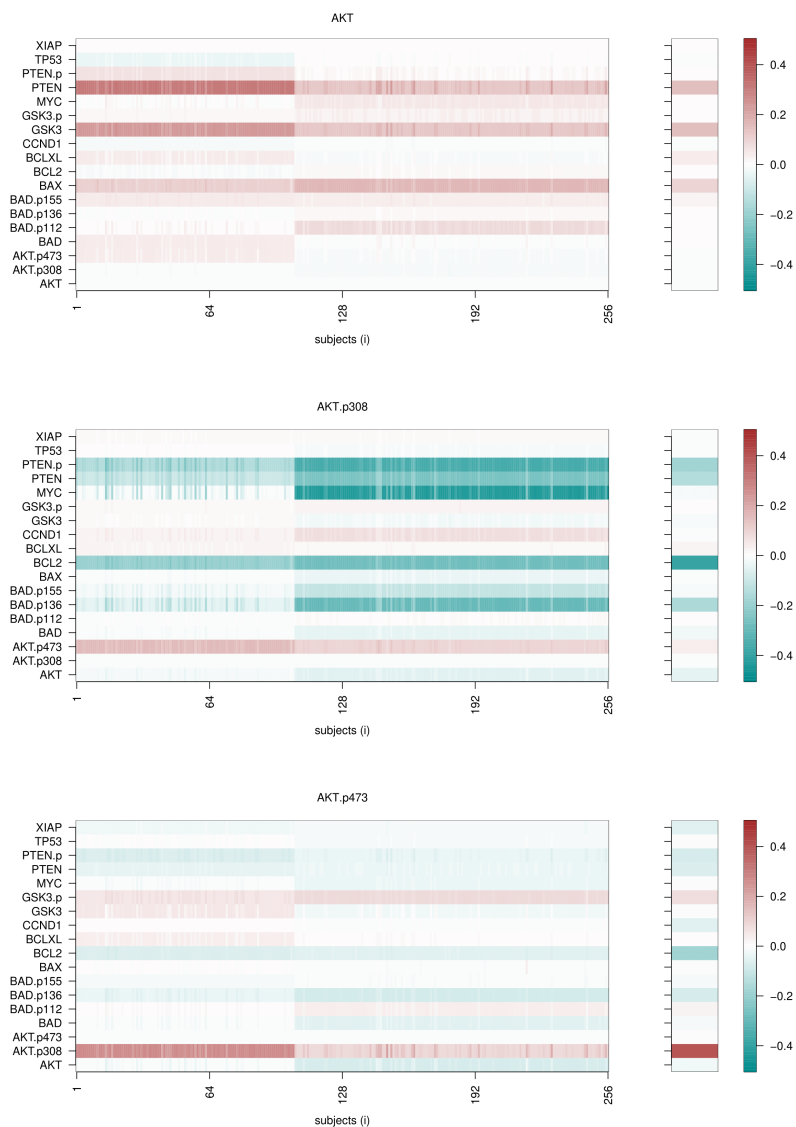 AKT
XIAP
TP53
PTEN.p
PTEN
MYC
GSK3.p
GSK3
CCND1
BCLXL
BCL2
BAX
BAD.p155
BAD.p136
BAD.p112
BAD
AKT.p473
AKT.p308
AKT
1
64
128
192
256
subjects (i)
0.4
0.2
0.0
−0.2
−0.4
AKT.p308
XIAP
TP53
PTEN.p
PTEN
MYC
GSK3.p
GSK3
CCND1
BCLXL
BCL2
BAX
BAD.p155
BAD.p136
BAD.p112
BAD
AKT.p473
AKT.p308
AKT
1
64
128
192
256
subjects (i)
0.4
0.2
0.0
−0.2
−0.4
AKT.p473
XIAP
TP53
PTEN.p
PTEN
MYC
GSK3.p
GSK3
CCND1
BCLXL
BCL2
BAX
BAD.p155
BAD.p136
BAD.p112
BAD
AKT.p473
AKT.p308
AKT
1
64
128
192
256
subjects (i)
0.4
0.2
0.0
−0.2
−0.4